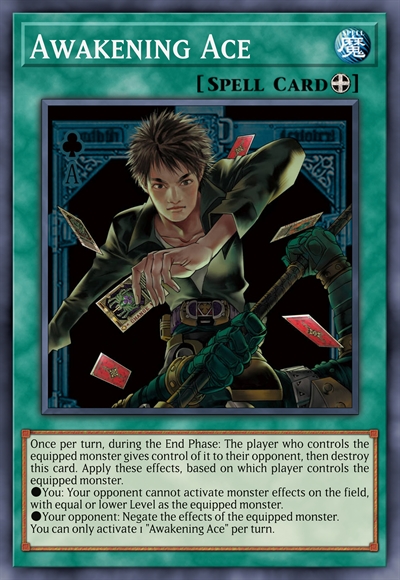 Awakening Ace
魔
[Spell Card]
A
Once per turn, during the End Phase: The player who controls the
equipped monster gives control of it to their opponent, then destroy
this card. Apply these effects, based on which player controls the
equipped monster.
●You: Your opponent cannot activate monster effects on the field,
with equal or lower Level as the equipped monster.
●Your opponent: Negate the effects of the equipped monster.
You can only activate 1 "Awakening Ace" per turn.